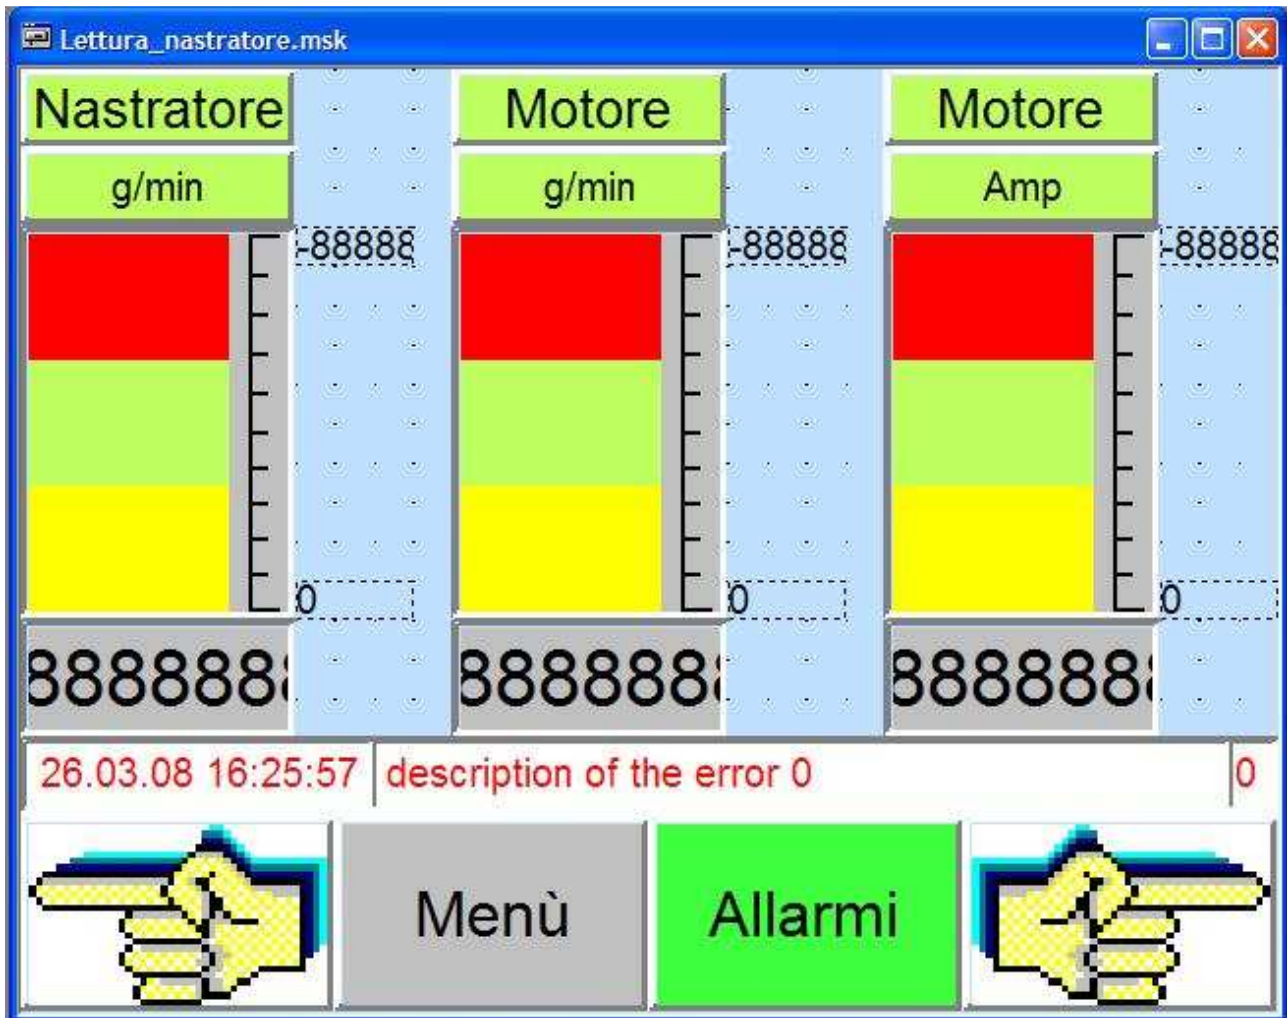 Lettura_nastratore.msk
Nastratore
Motore
Motore
g/min
g/min
Amp
-88888
-88888
-88888
0
0
0
8888888
8888888
8888888
26.03.08 16:25:57
description of the error 0
0
Menù
Allarmi